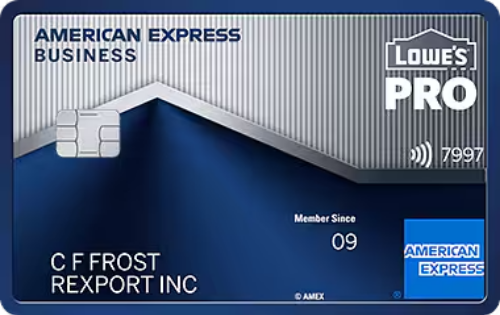 AMERICAN EXPRESS
BUSINESS
LOWE'S
PRO
7997
Member Since
09
C F FROST
REXPORT INC
AMERICAN
EXPRESS
© AMEX
®